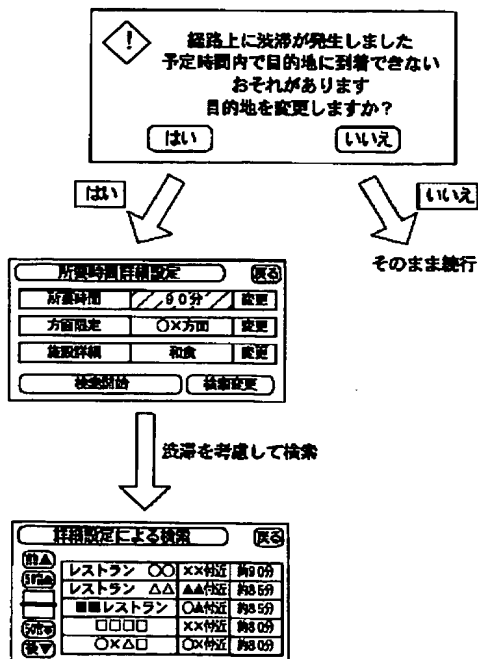 経路上に渋滞が発生しました
予定時間内で目的地に到着できない
おそれがあります
目的地を変更しますか？
はい いいえ
はい いいえ
そのまま続行
所要時間詳細設定 戻る
所要時間 90分 変更
方面限定 ○×方面 変更
施設詳細 和食 変更
検索開始 検索変更
渋滞を考慮して検索
詳細設定による検索 戻る
前▲
レストラン ○○ ××付近 約90分
レストラン △△ ▲▲付近 約85分
■■レストラン ○▲付近 約85分
□□□□ ××付近 約80分
○×△□ ○×付近 約80分
後▼